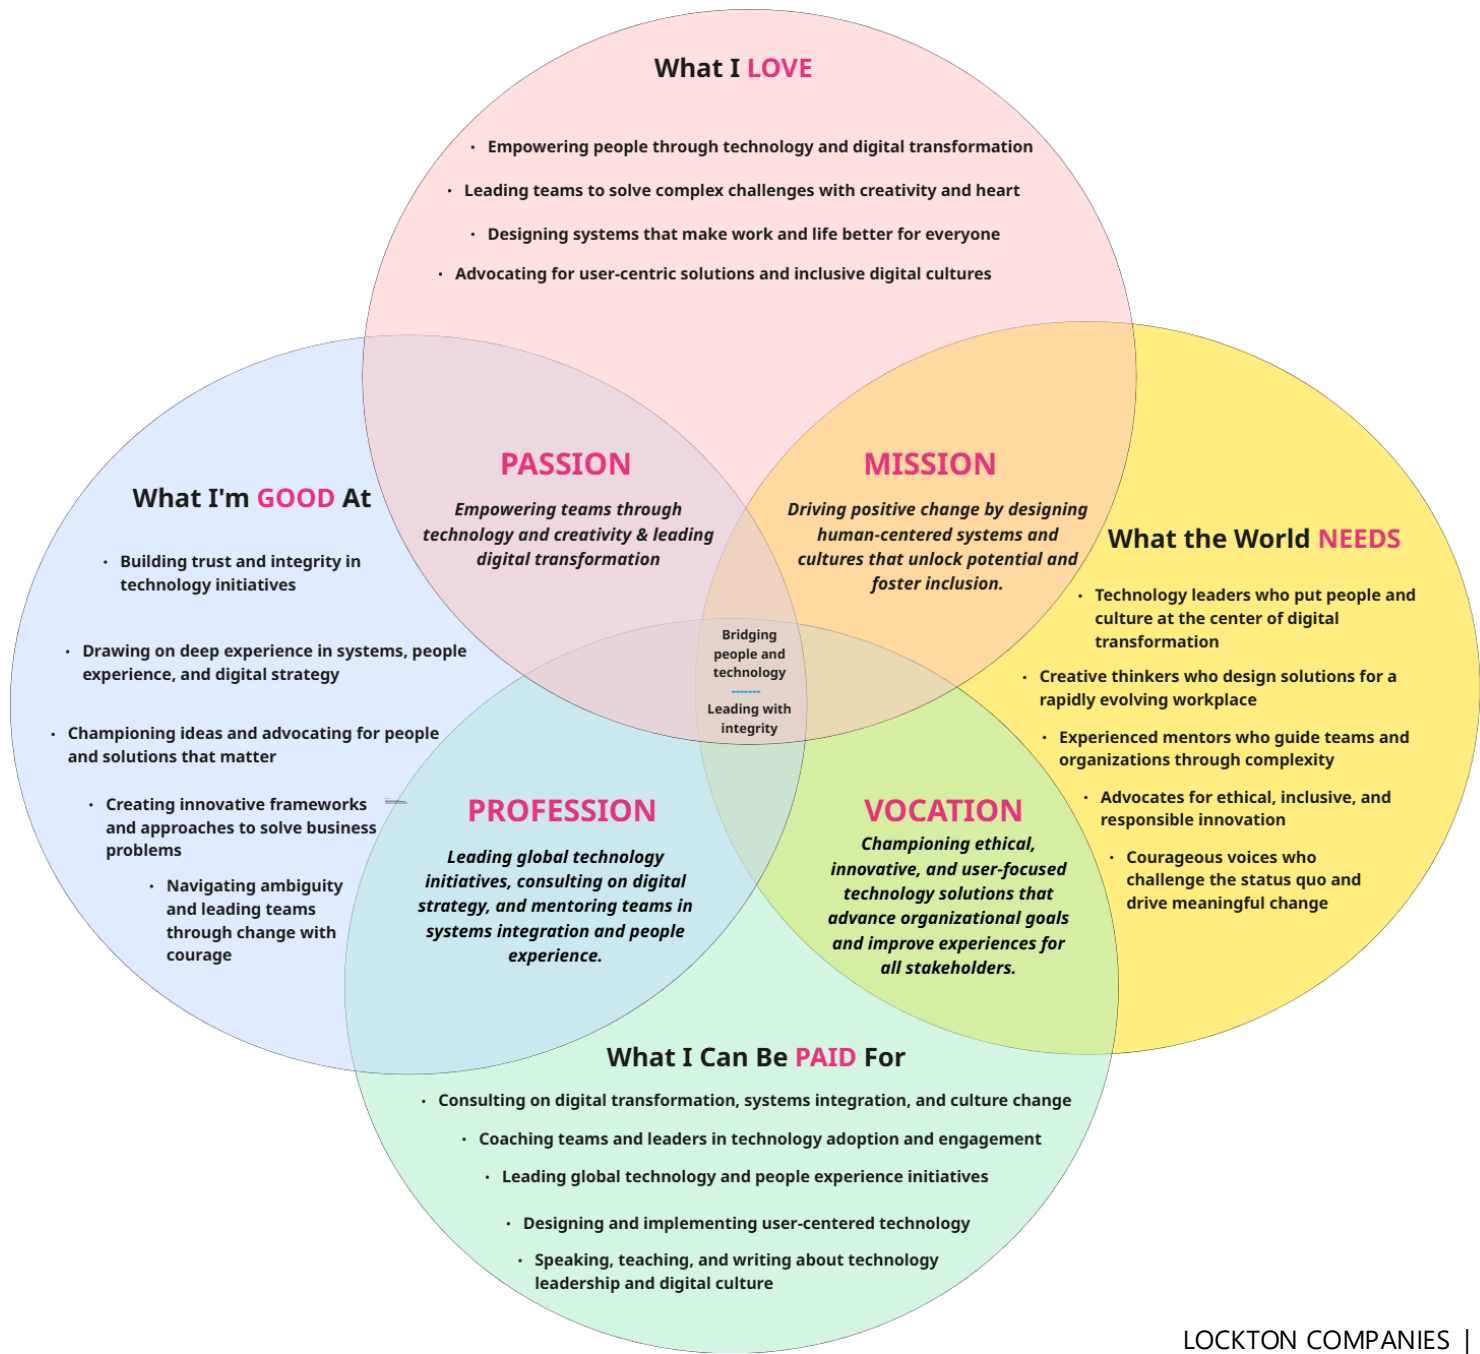 What I LOVE
· Empowering people through technology and digital transformation
· Leading teams to solve complex challenges with creativity and heart
· Designing systems that make work and life better for everyone
· Advocating for user-centric solutions and inclusive digital cultures
PASSION
Empowering teams through
technology and creativity & leading
digital transformation
MISSION
Driving positive change by designing
human-centered systems and
cultures that unlock potential and
foster inclusion.
What I'm GOOD At
· Building trust and integrity in
technology initiatives
· Drawing on deep experience in systems, people
experience, and digital strategy
· Championing ideas and advocating for people
and solutions that matter
· Creating innovative frameworks
and approaches to solve business
problems
· Navigating ambiguity
and leading teams
through change with
courage
What the World NEEDS
· Technology leaders who put people and
culture at the center of digital
transformation
· Creative thinkers who design solutions for a
rapidly evolving workplace
· Experienced mentors who guide teams and
organizations through complexity
· Advocates for ethical, inclusive, and
responsible innovation
· Courageous voices who
challenge the status quo and
drive meaningful change
Bridging
people and
technology
-------
Leading with
integrity
PROFESSION
Leading global technology
initiatives, consulting on digital
strategy, and mentoring teams in
systems integration and people
experience.
VOCATION
Championing ethical,
innovative, and user-focused
technology solutions that
advance organizational goals
and improve experiences for
all stakeholders.
What I Can Be PAID For
· Consulting on digital transformation, systems integration, and culture change
· Coaching teams and leaders in technology adoption and engagement
· Leading global technology and people experience initiatives
· Designing and implementing user-centered technology
· Speaking, teaching, and writing about technology
leadership and digital culture
LOCKTON COMPANIES |